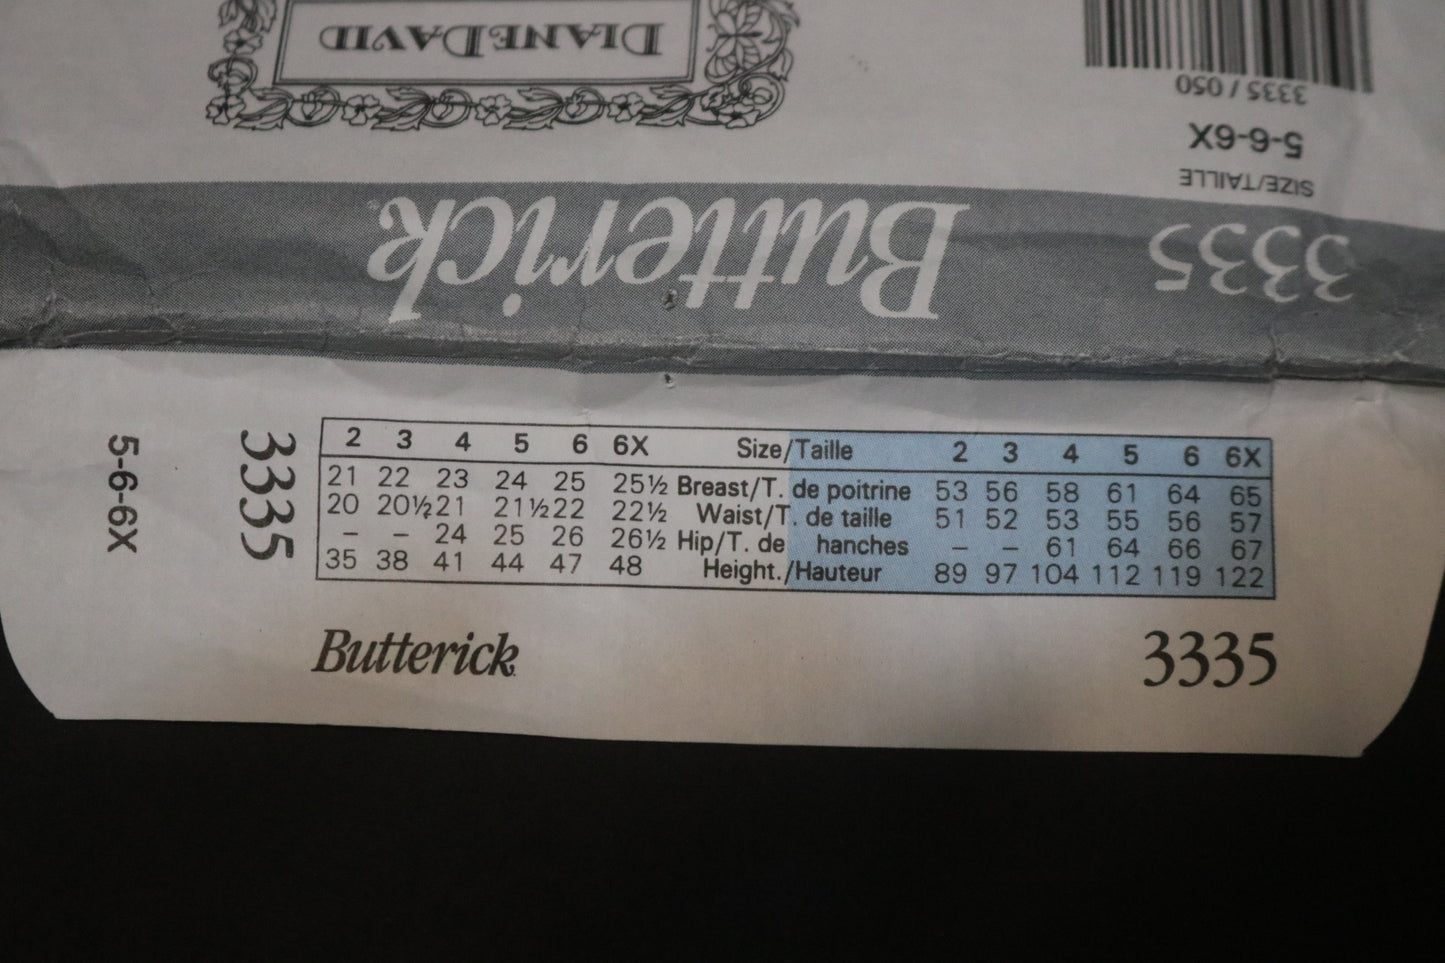 DIANE DAVID
3335 / 050
5-6-6X
SIZE/TAILLE
Butterick
3335
5-6-6X
3335
2 3 4 5 6 6X Size/Taille 2 3 4 5 6 6X
21 22 23 24 25 25½ Breast/T. de poitrine 53 56 58 61 64 65
20 20½ 21 21½ 22 22½ Waist/T. de taille 51 52 53 55 56 57
– – 24 25 26 26½ Hip/T. de hanches – – 61 64 66 67
35 38 41 44 47 48 Height./Hauteur 89 97 104 112 119 122
Butterick 3335